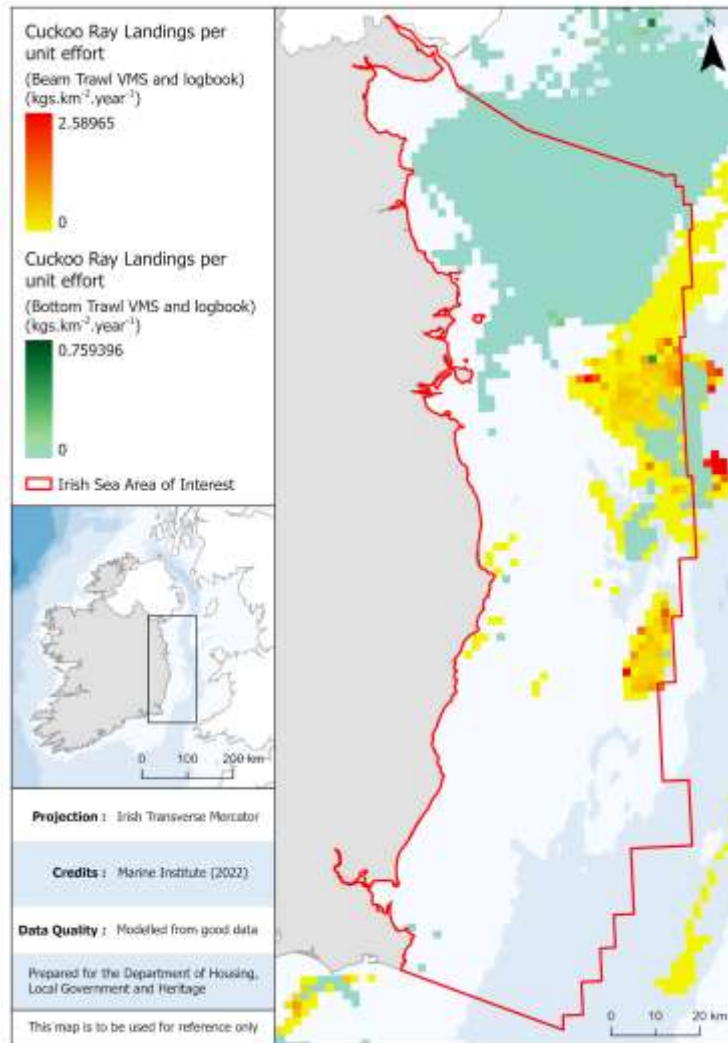 Cuckoo Ray Landings per
unit effort
(Beam Trawl VMS and logbook)
(kgs.km⁻².year⁻¹)
2.58965
0
Cuckoo Ray Landings per
unit effort
(Bottom Trawl VMS and logbook)
(kgs.km⁻².year⁻¹)
0.759396
0
Irish Sea Area of Interest
0 100 200 km
Projection : Irish Transverse Mercator
Credits : Marine Institute (2022)
Data Quality : Modelled from good data
Prepared for the Department of Housing,
Local Government and Heritage
This map is to be used for reference only
N
0 10 20 km